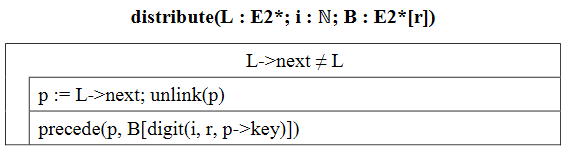 distribute(L : E2*; i : ℕ; B : E2*[r])
L->next ≠ L
p := L->next; unlink(p)
precede(p, B[digit(i, r, p->key)])